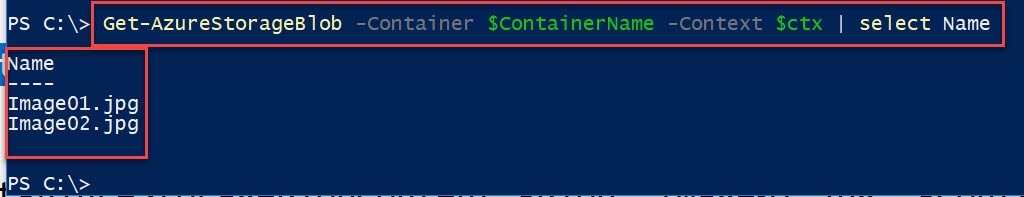 PS C:\> Get-AzureStorageBlob -Container $ContainerName -Context $ctx | select Name
Name
----
Image01.jpg
Image02.jpg
PS C:\>